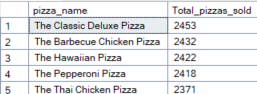 pizza_name Total_pizzas_sold
1 The Classic Deluxe Pizza 2453
2 The Barbecue Chicken Pizza 2432
3 The Hawaiian Pizza 2422
4 The Pepperoni Pizza 2418
5 The Thai Chicken Pizza 2371